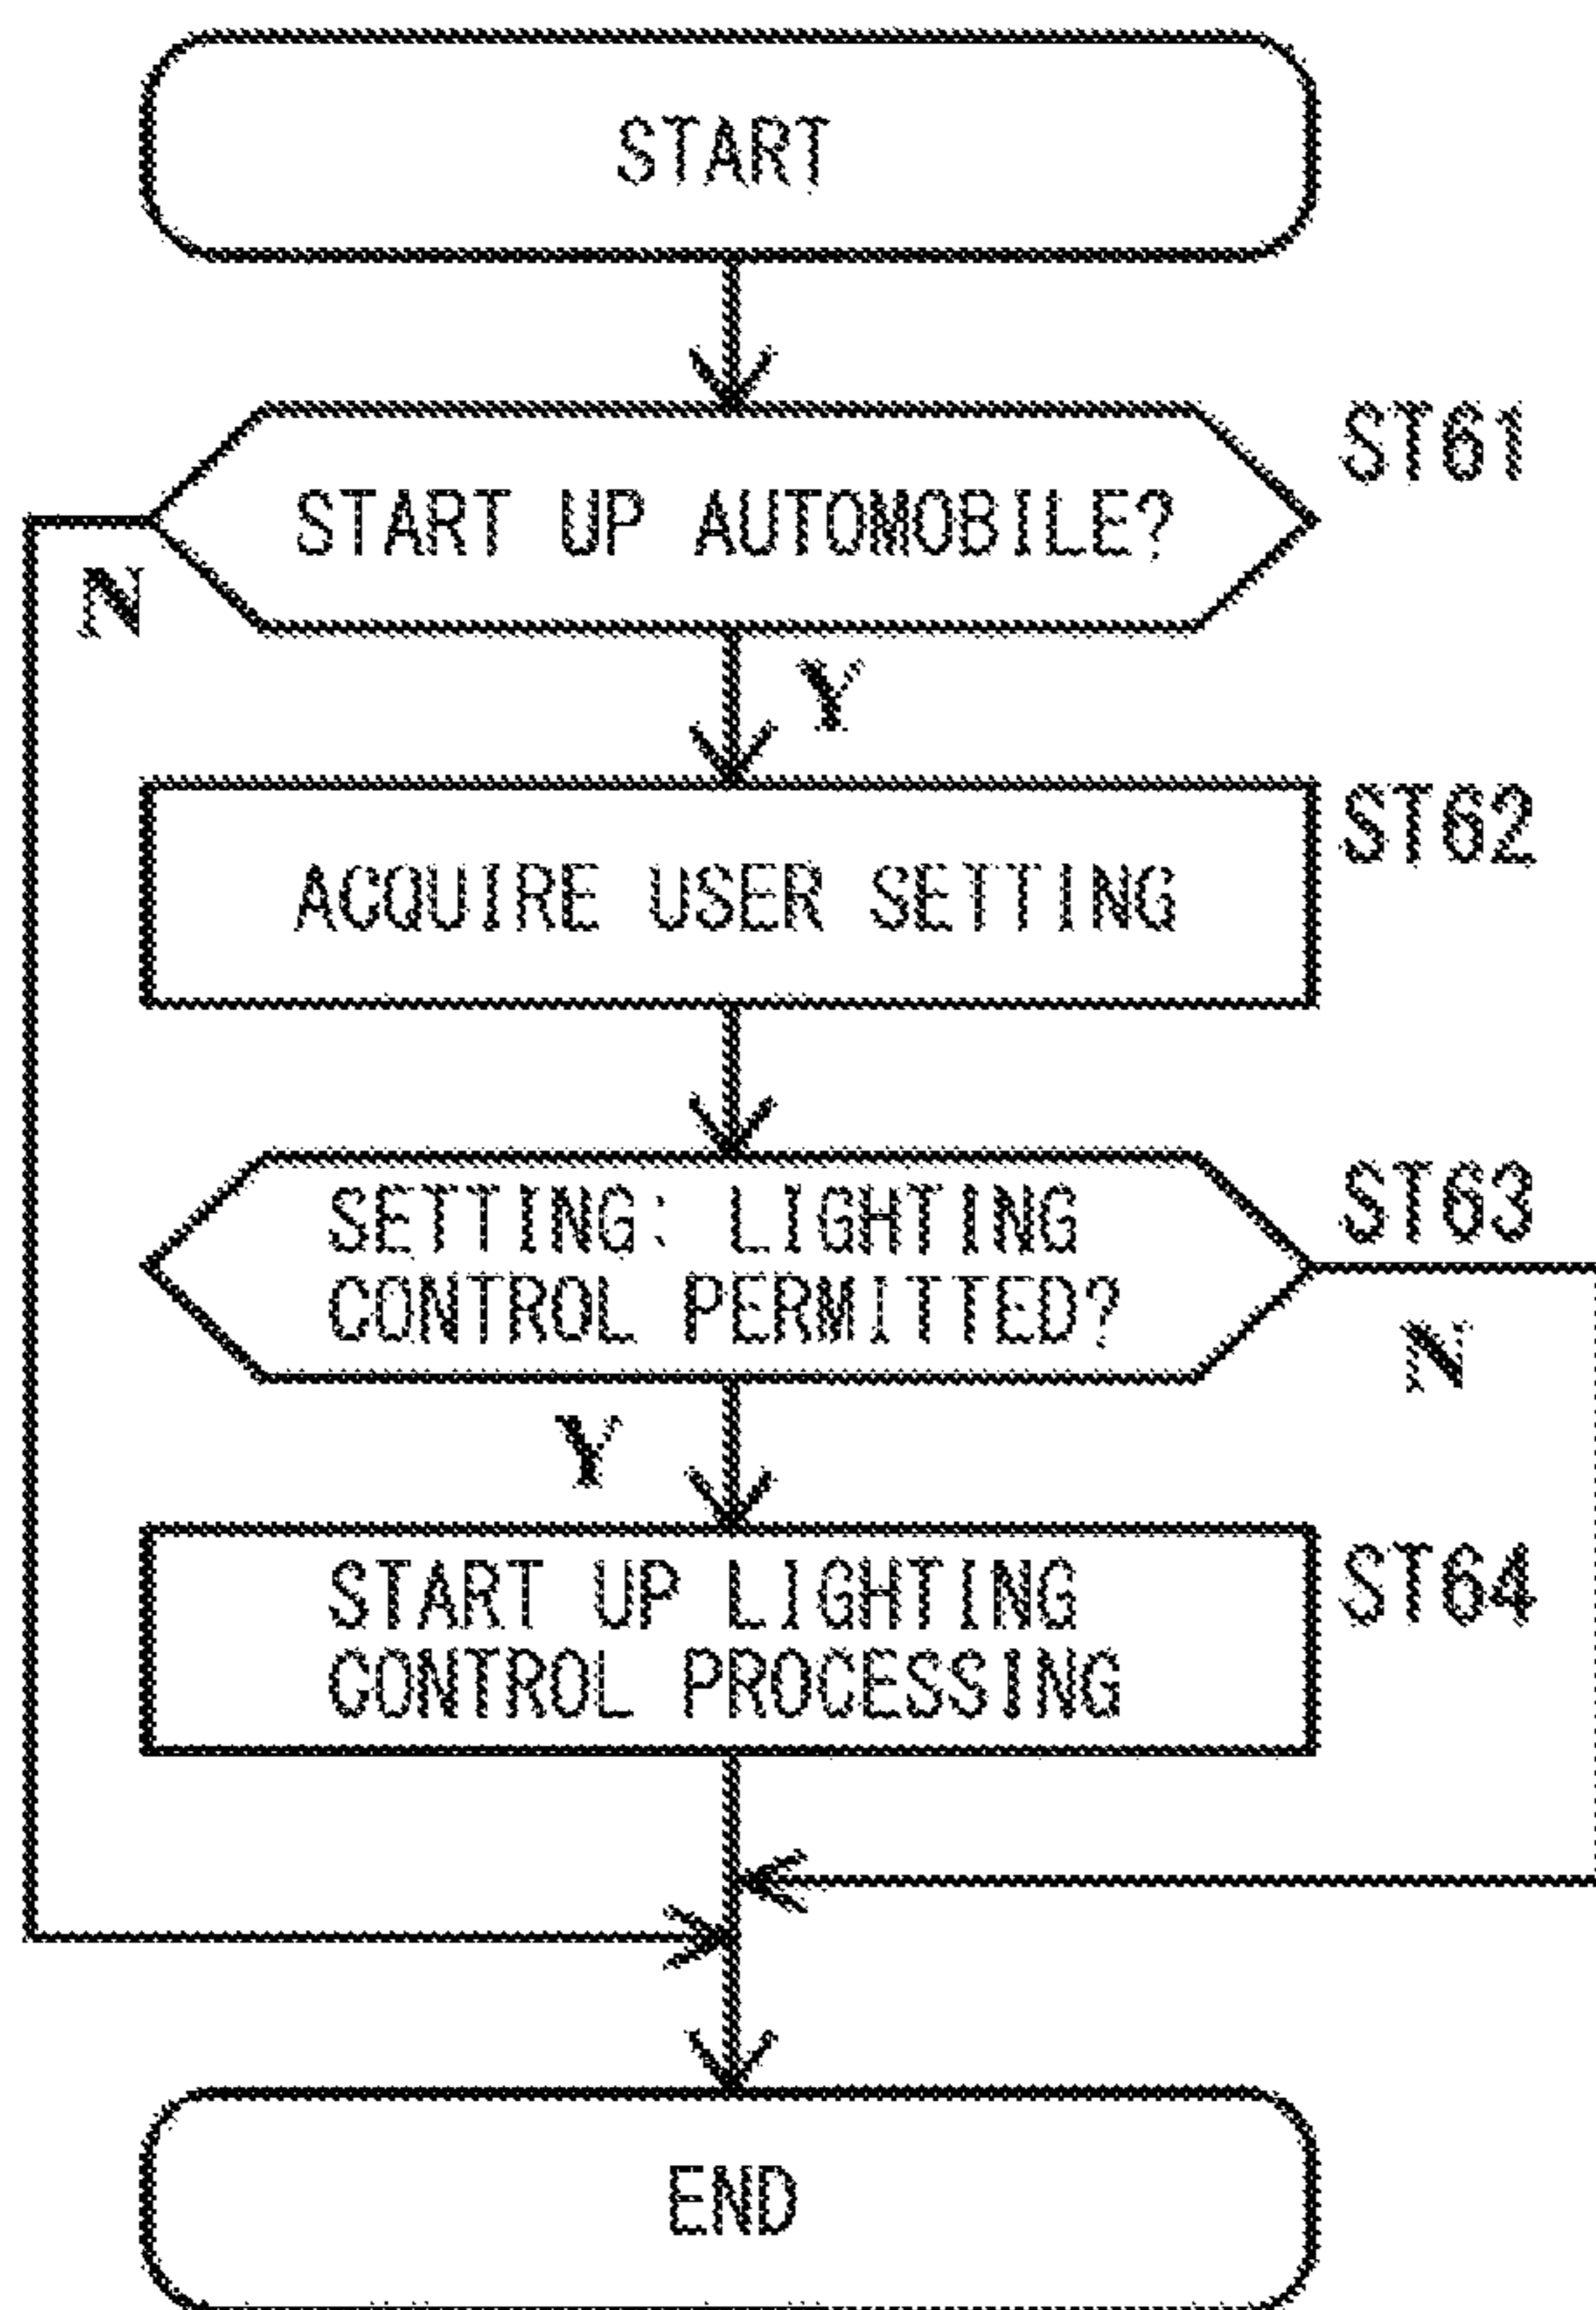 START
START UP AUTOMOBILE?
ST61
N
Y
ACQUIRE USER SETTING
ST62
SETTING: LIGHTING
CONTROL PERMITTED?
ST63
N
Y
START UP LIGHTING
CONTROL PROCESSING
ST64
END